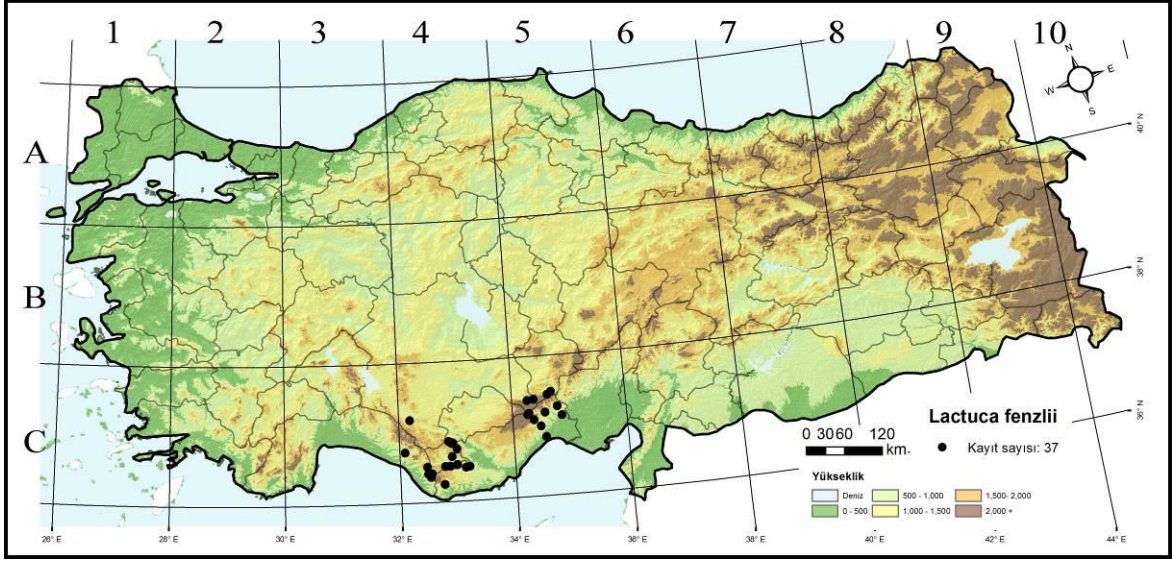 1 2 3 4 5 6 7 8 9 10
N
W E
S
A
B
C
40° N
38° N
36° N
Lactuca fenzlii
Kayıt sayısı: 37
0 30 60 120
km
Yükseklik
Deniz 500 - 1,000 1,500- 2,000
0 - 500 1,000 - 1,500 2,000 +
26° E 28° E 30° E 32° E 34° E 36° E 38° E 40° E 42° E 44° E